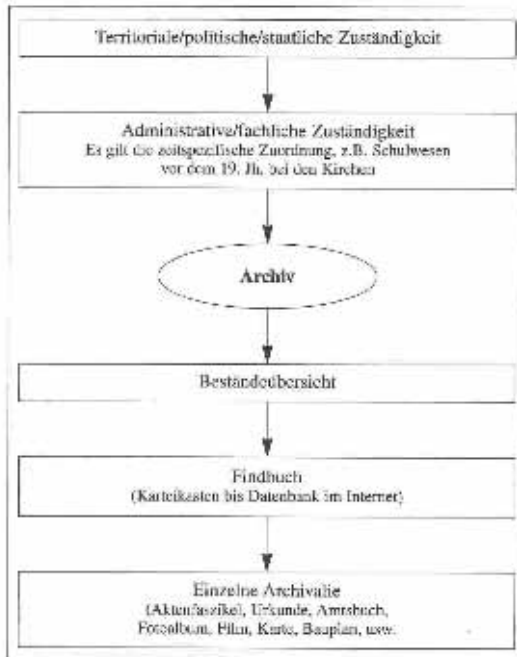 Territoriale/politische/staatliche Zuständigkeit
Administrative/fachliche Zuständigkeit
Es gilt die zeitspezifische Zuordnung, z.B. Schulwesen
vor dem 19. Jh. bei den Kirchen
Archiv
Beständeübersicht
Findbuch
(Karteikasten bis Datenbank im Internet)
Einzelne Archivalie
(Aktenfaszikel, Urkunde, Amtsbuch,
Fotoalbum, Film, Karte, Bauplan, usw.